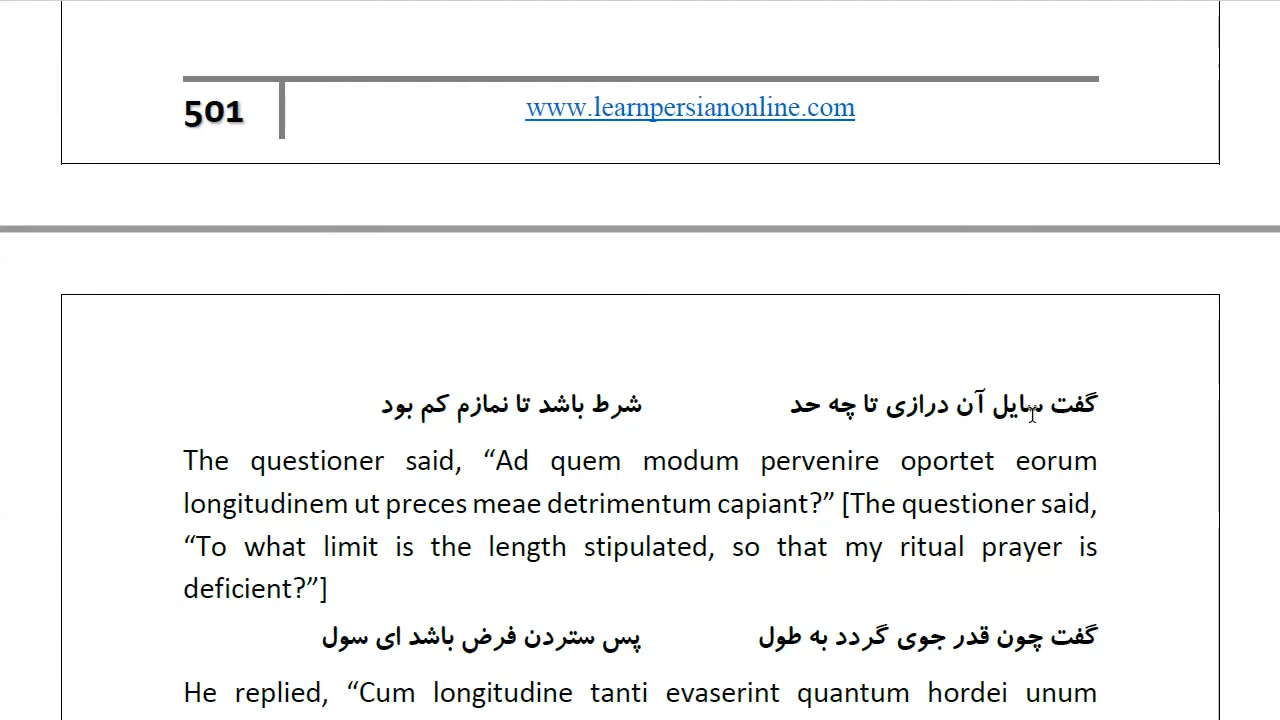 501
www.learnpersianonline.com
گفت سایل آن درازی تا چه حد شرط باشد تا نمازم کم بود
The questioner said, “Ad quem modum pervenire oportet eorum
longitudinem ut preces meae detrimentum capiant?” [The questioner said,
“To what limit is the length stipulated, so that my ritual prayer is
deficient?”]
گفت چون قدر جوی گردد به طول پس ستردن فرض باشد ای سول
He replied, “Cum longitudine tanti evaserint quantum hordei unum